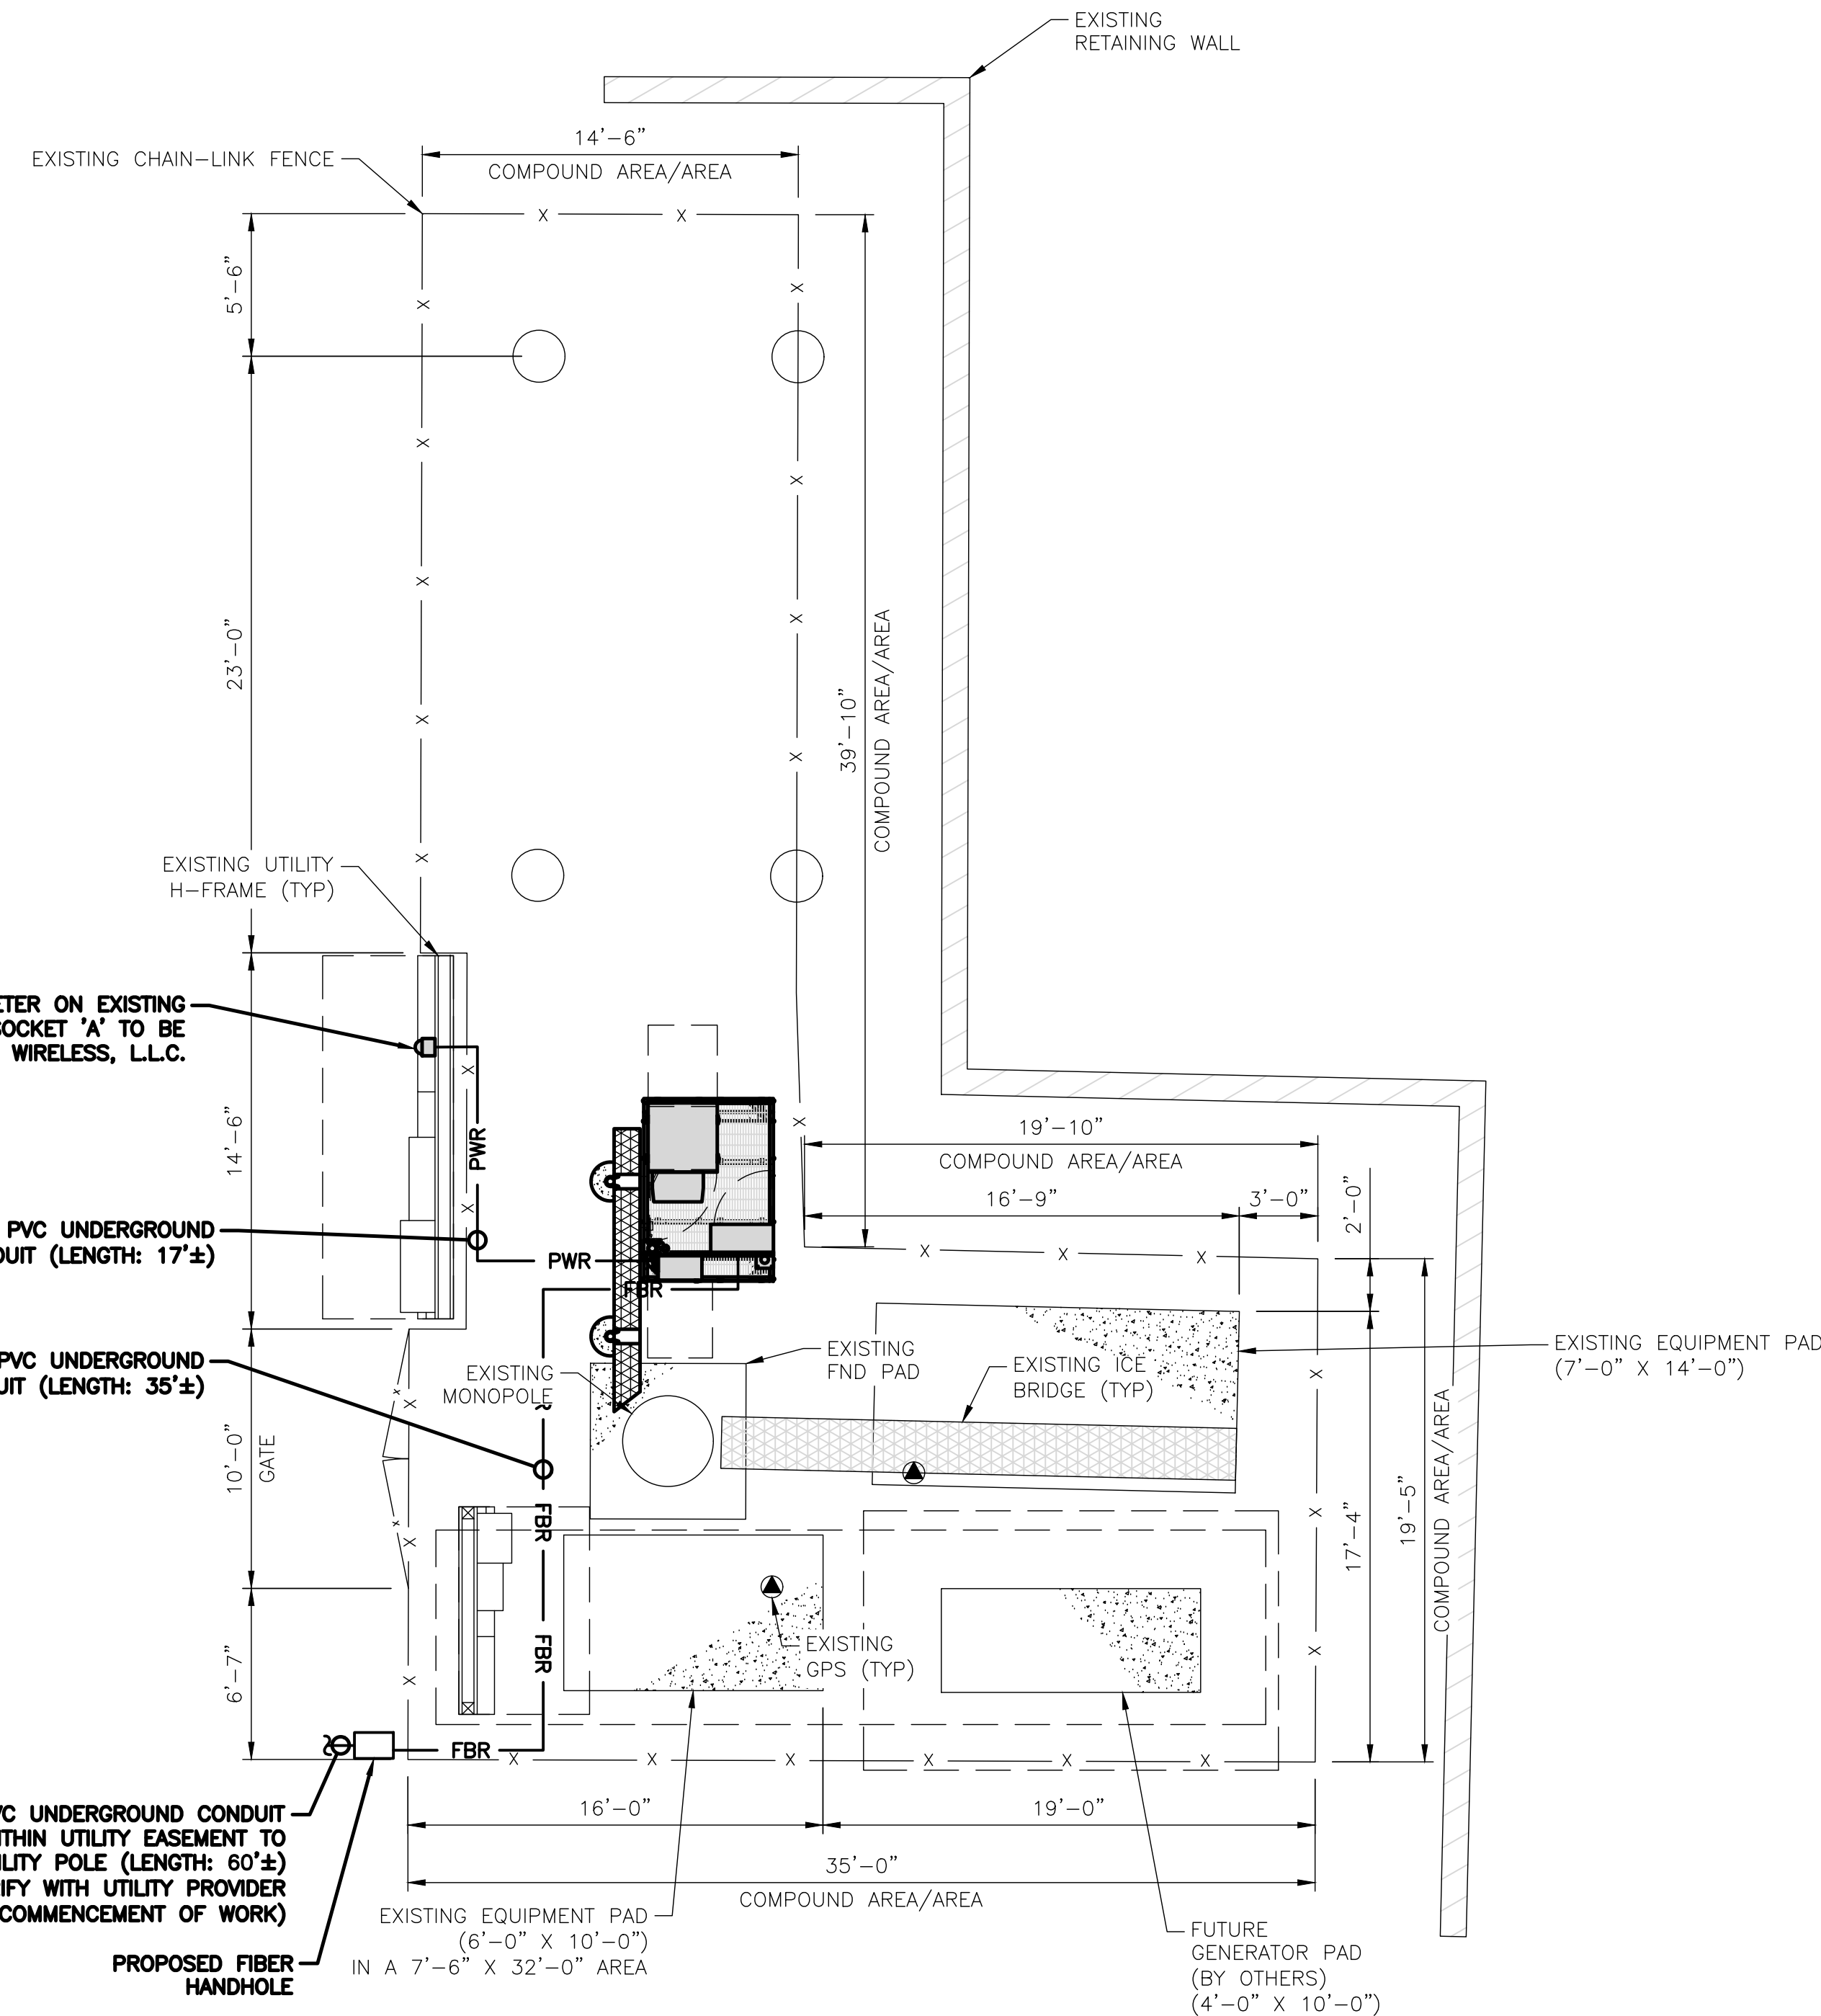 EXISTING
RETAINING WALL
14'-6"
COMPOUND AREA/AREA
EXISTING CHAIN-LINK FENCE
X
X
5'-6"
X
X
X
X
X
X
X
X
X
X
23'-0"
39'-10"
COMPOUND AREA/AREA
EXISTING UTILITY
H-FRAME (TYP)
ETER ON EXISTING
SOCKET 'A' TO BE
WIRELESS, L.L.C.
X
X
X
14'-6"
PWR
19'-10"
COMPOUND AREA/AREA
16'-9"
3'-0"
2'-0"
PVC UNDERGROUND
DUIT (LENGTH: 17'±)
PWR
FBR
X
X
X
PVC UNDERGROUND
UIT (LENGTH: 35'±)
EXISTING
MONOPOLE
EXISTING
FND PAD
EXISTING ICE
BRIDGE (TYP)
EXISTING EQUIPMENT PAD
(7'-0" X 14'-0")
10'-0"
GATE
X
X
X
X
X
X
X
X
FBR
FBR
17'-4"
19'-5"
COMPOUND AREA/AREA
EXISTING
GPS (TYP)
6'-7"
FBR
X
X
X
X
X
X
VC UNDERGROUND CONDUIT
ITHIN UTILITY EASEMENT TO
ILITY POLE (LENGTH: 60'±)
RIFY WITH UTILITY PROVIDER
COMMENCEMENT OF WORK)
16'-0"
19'-0"
35'-0"
COMPOUND AREA/AREA
PROPOSED FIBER
HANDHOLE
EXISTING EQUIPMENT PAD
(6'-0" X 10'-0")
IN A 7'-6" X 32'-0" AREA
FUTURE
GENERATOR PAD
(BY OTHERS)
(4'-0" X 10'-0")